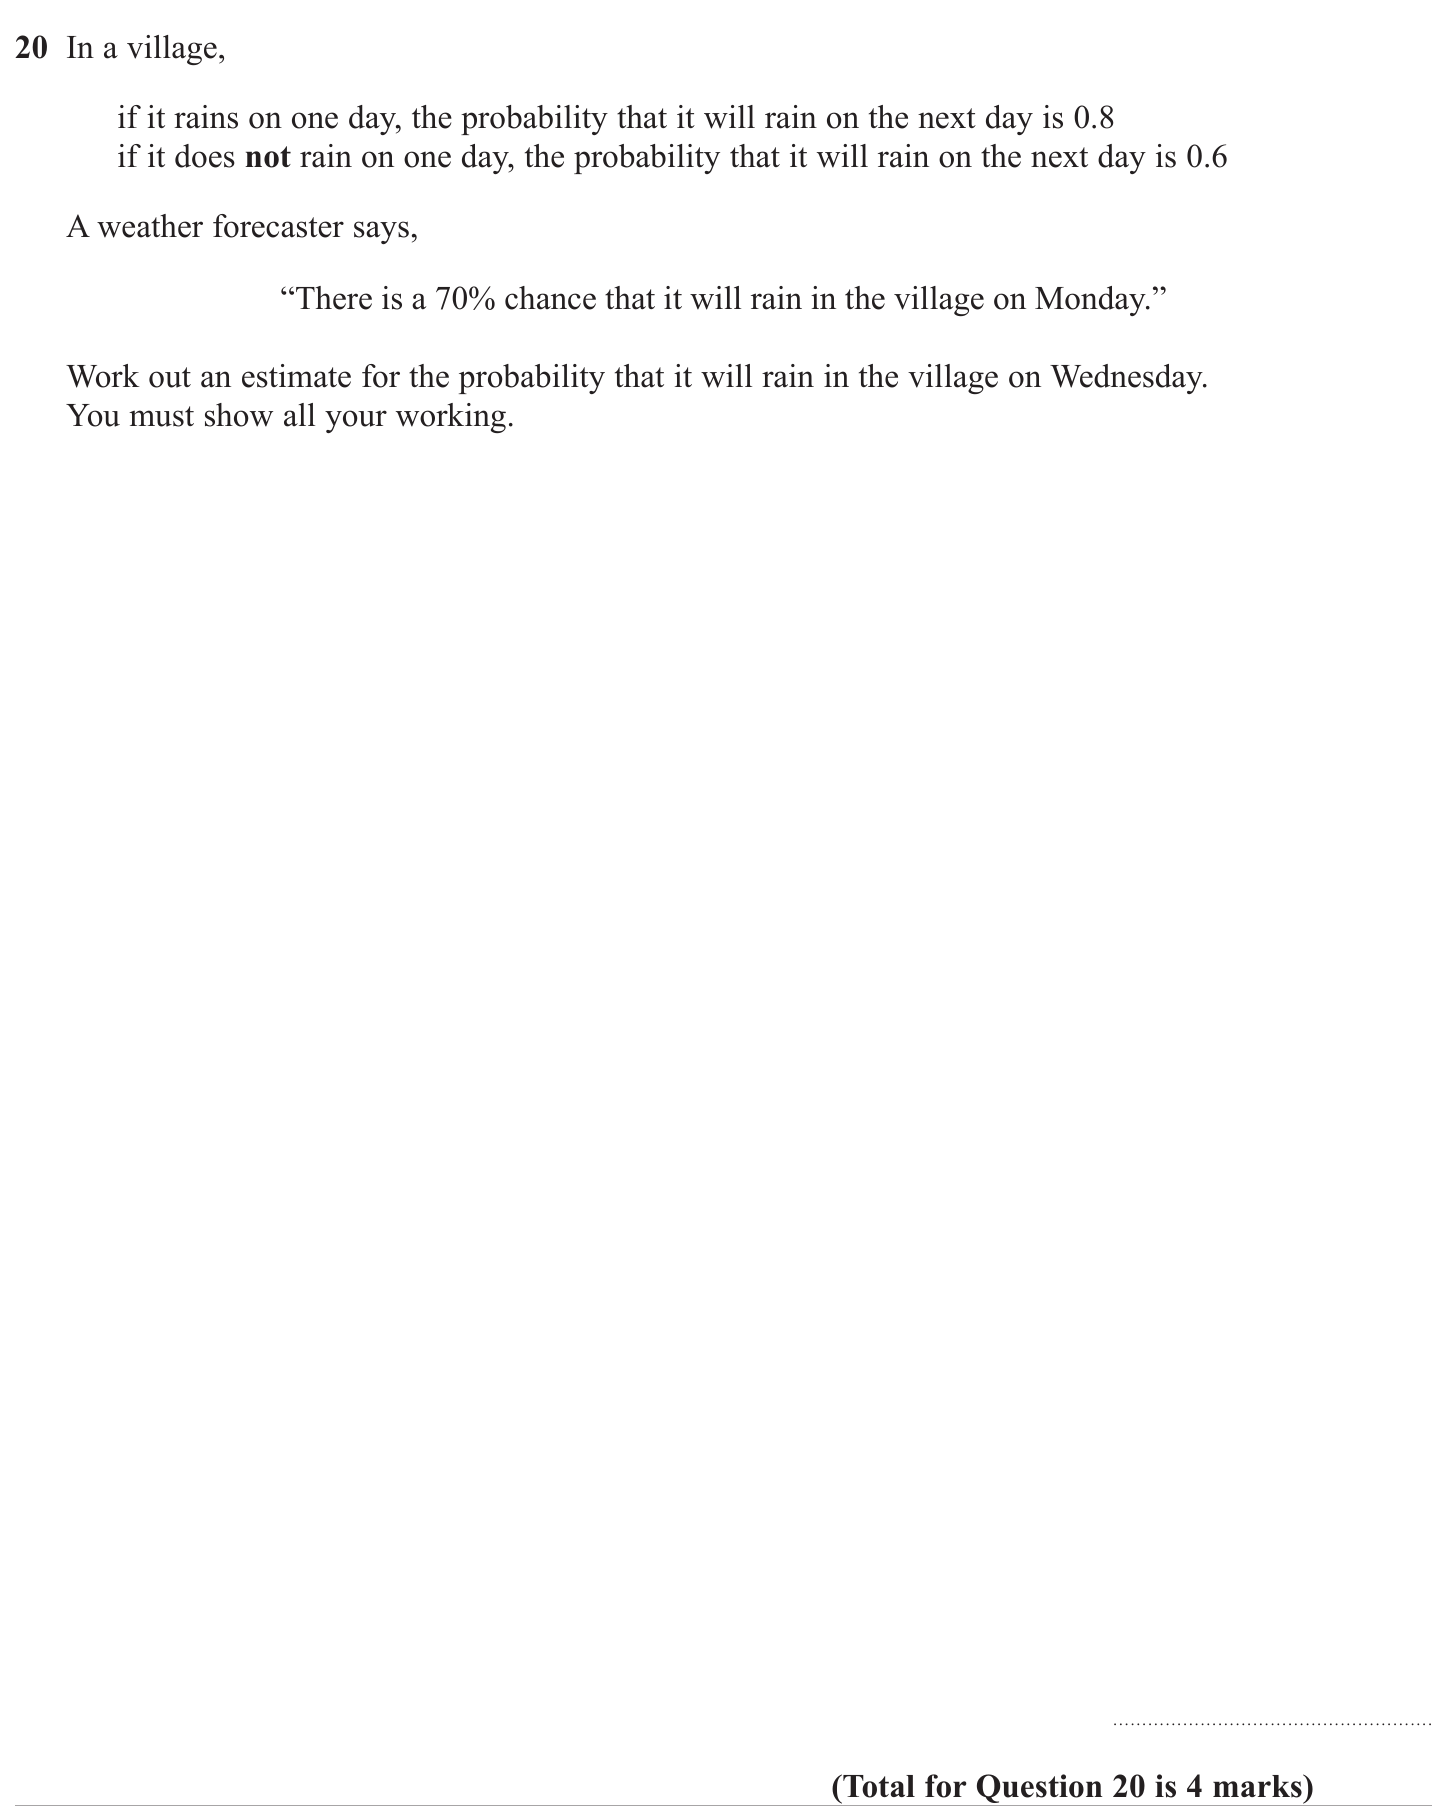 20 In a village,
if it rains on one day, the probability that it will rain on the next day is 0.8
if it does not rain on one day, the probability that it will rain on the next day is 0.6
A weather forecaster says,
“There is a 70% chance that it will rain in the village on Monday.”
Work out an estimate for the probability that it will rain in the village on Wednesday.
You must show all your working.
(Total for Question 20 is 4 marks)